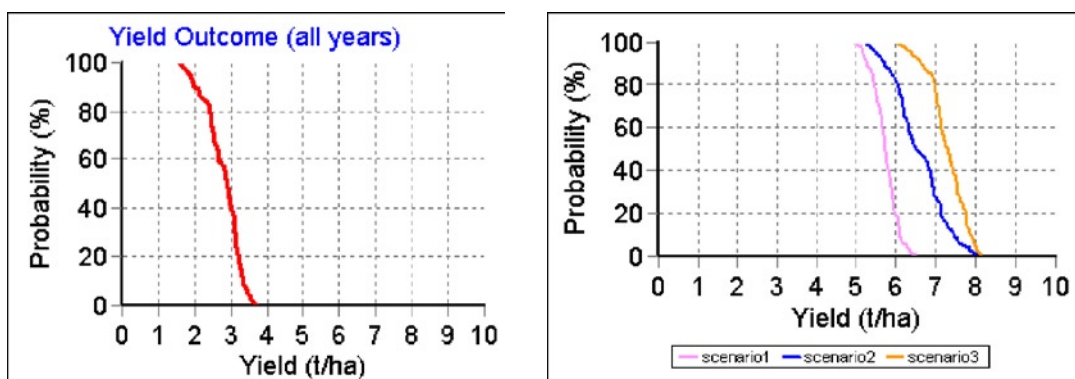 Yield Outcome (all years)
100
80
60
40
20
0
Probability (%)
0 1 2 3 4 5 6 7 8 9 10
Yield (t/ha)
100
80
60
40
20
0
Probability (%)
0 1 2 3 4 5 6 7 8 9 10
Yield (t/ha)
scenario1 scenario2 scenario3